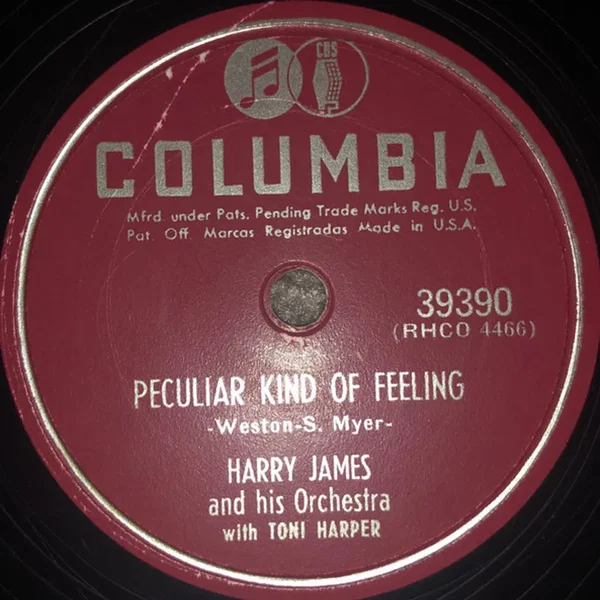 CBS
COLUMBIA
Mfrd. under Pats. Pending Trade Marks Reg. U.S.
Pat. Off. Marcas Registradas Made in U.S.A.
39390
(RHCO 4466)
PECULIAR KIND OF FEELING
-Weston-S. Myer-
HARRY JAMES
and his Orchestra
with TONI HARPER